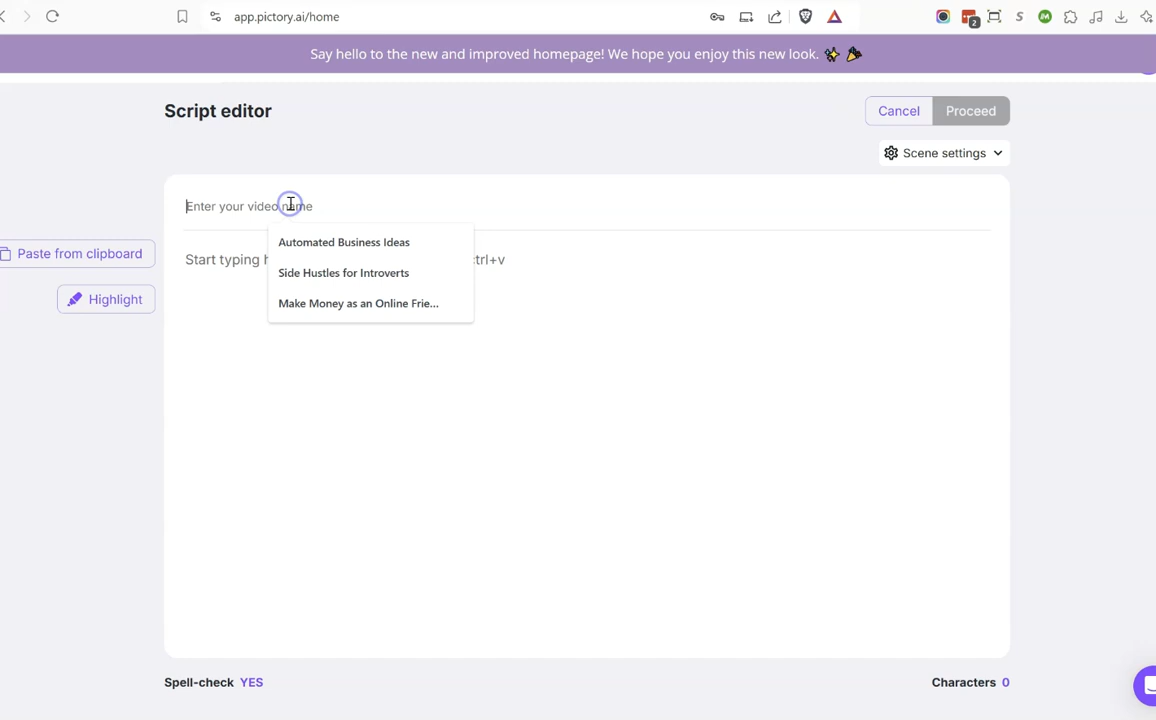 app.pictory.ai/home
2
Say hello to the new and improved homepage! We hope you enjoy this new look. ✨ 🎉
Script editor
Cancel
Proceed
Scene settings
Enter your video name
Paste from clipboard
Automated Business Ideas
Start typing h
ctrl+v
Side Hustles for Introverts
Highlight
Make Money as an Online Frie...
Spell-check YES
Characters 0